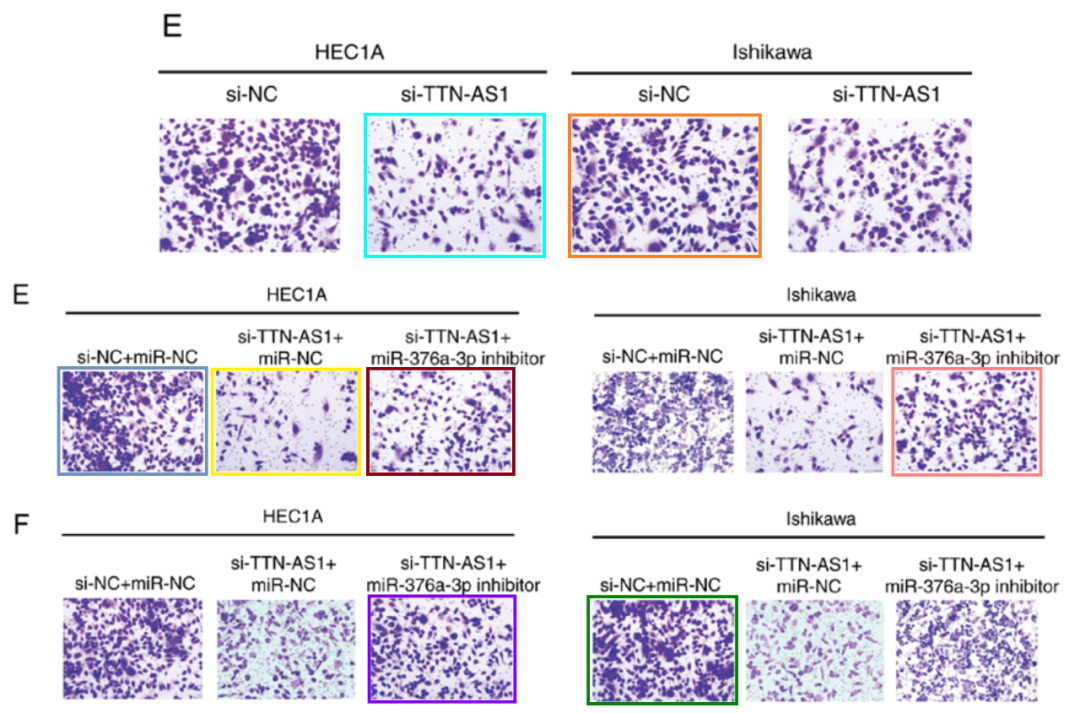 E
HEC1A Ishikawa
si-NC si-TTN-AS1 si-NC si-TTN-AS1
E
HEC1A Ishikawa
si-NC+miR-NC si-TTN-AS1+ miR-NC si-TTN-AS1+ miR-376a-3p inhibitor si-NC+miR-NC si-TTN-AS1+ miR-NC si-TTN-AS1+ miR-376a-3p inhibitor
F
HEC1A Ishikawa
si-NC+miR-NC si-TTN-AS1+ miR-NC si-TTN-AS1+ miR-376a-3p inhibitor si-NC+miR-NC si-TTN-AS1+ miR-NC si-TTN-AS1+ miR-376a-3p inhibitor